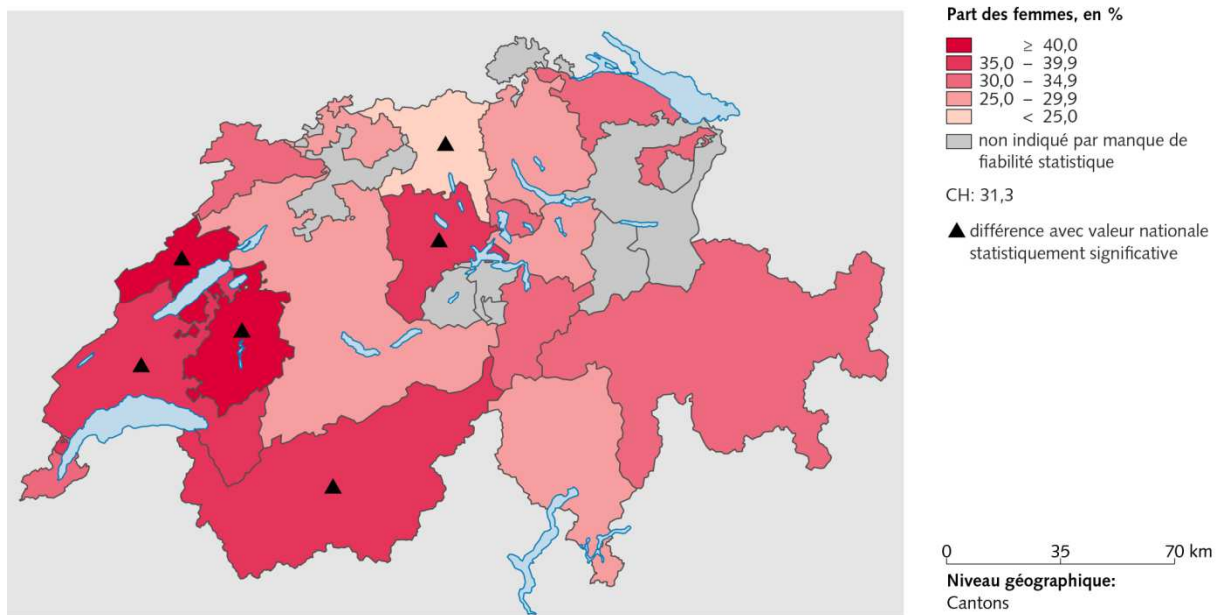 Part des femmes, en %
≥ 40,0
35,0 – 39,9
30,0 – 34,9
25,0 – 29,9
< 25,0
non indiqué par manque de
fiabilité statistique
CH: 31,3
▲ différence avec valeur nationale
statistiquement significative
0 35 70 km
Niveau géographique:
Cantons